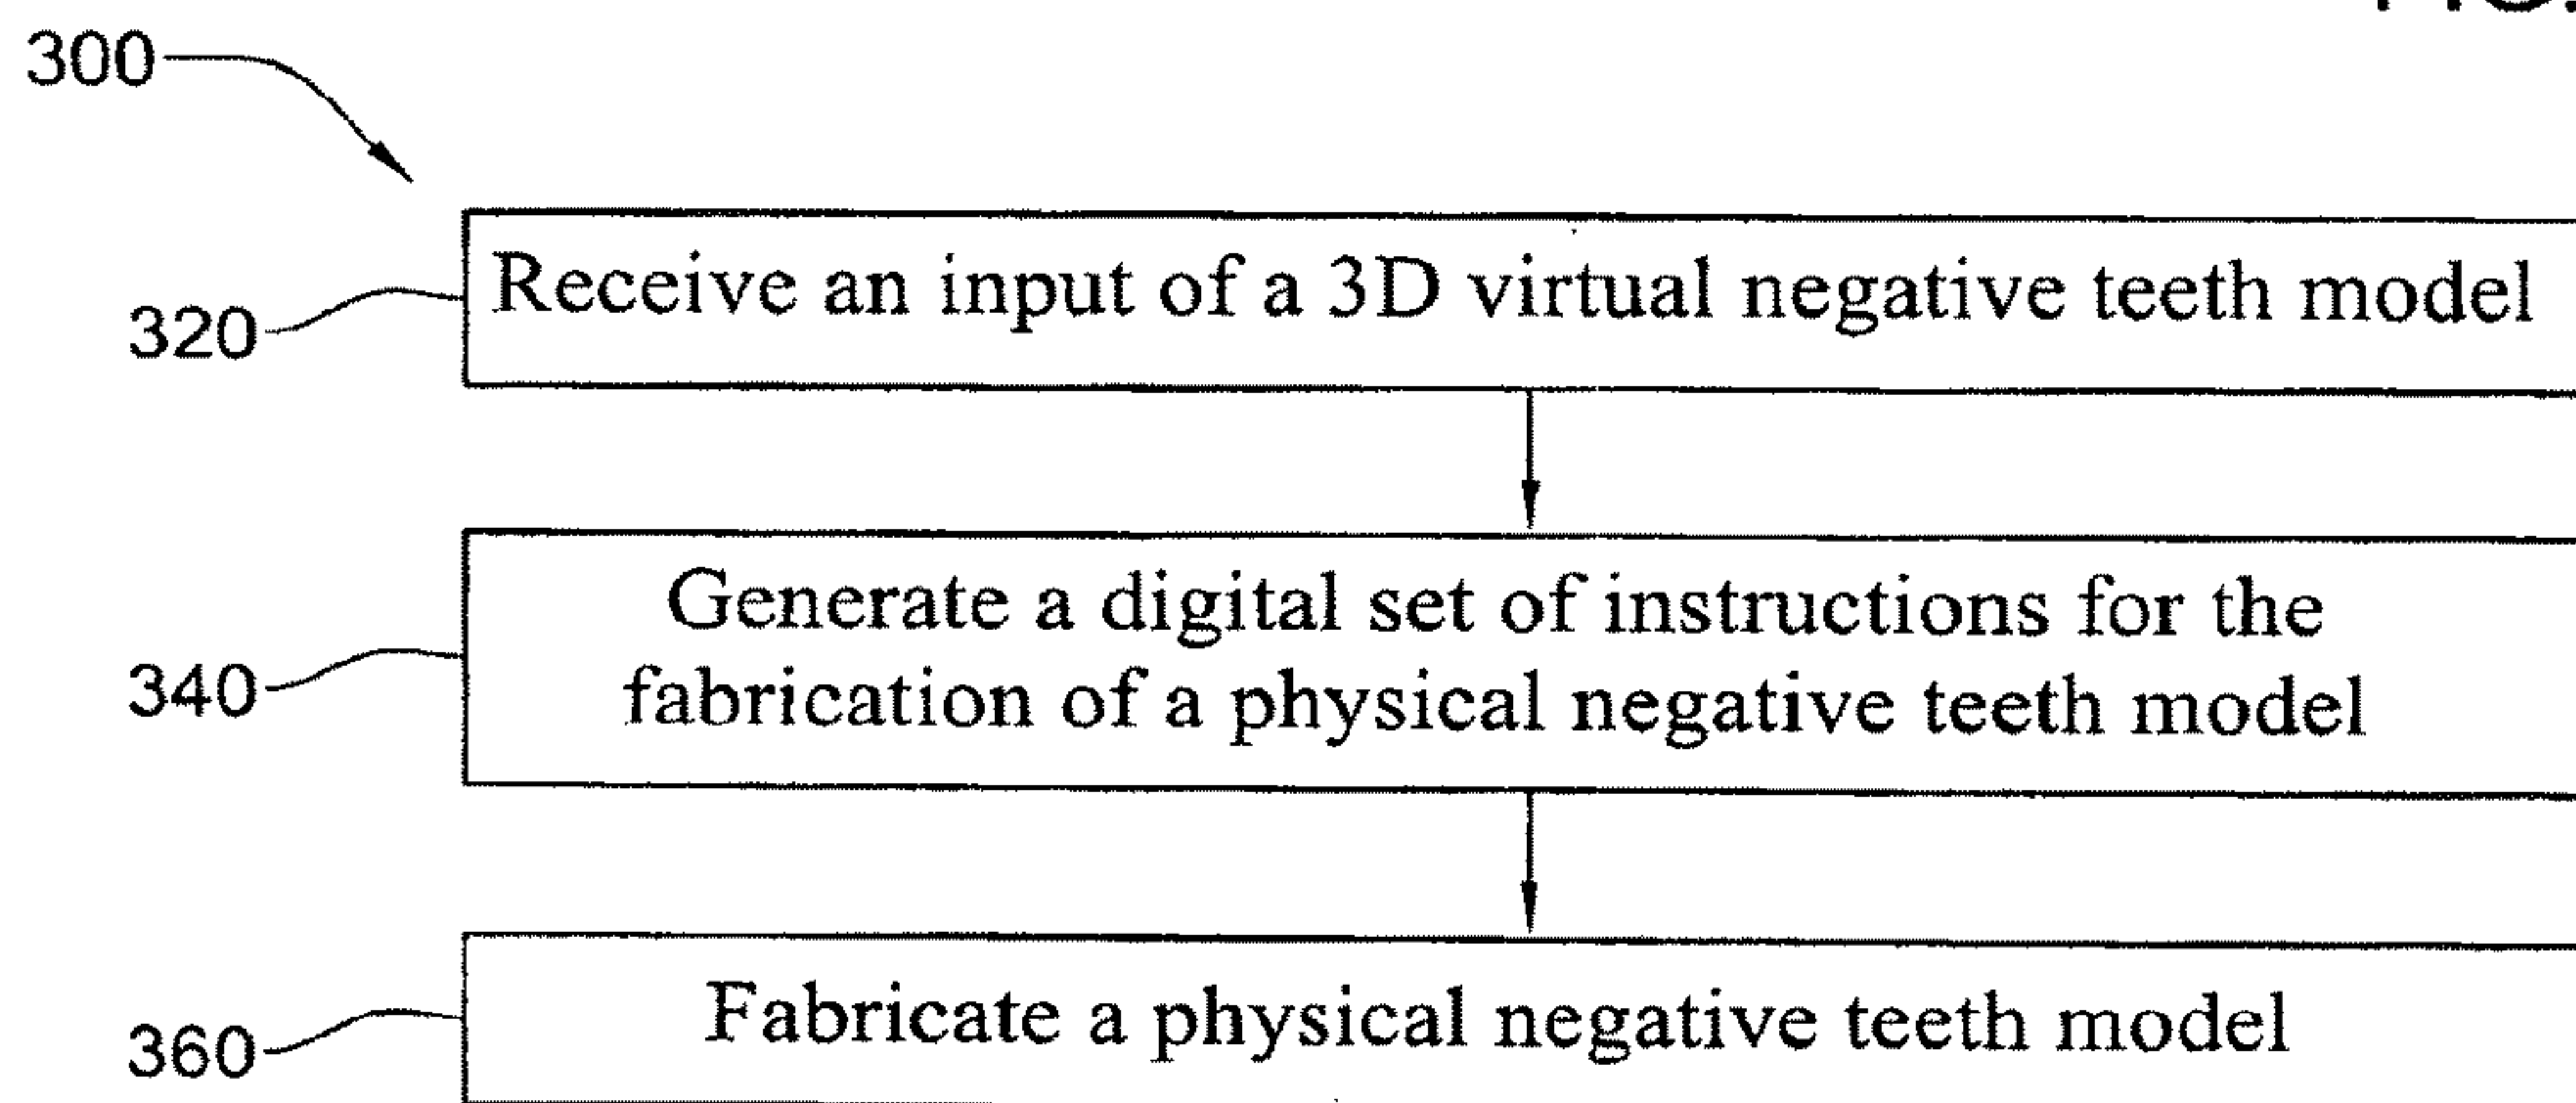 300
320
Receive an input of a 3D virtual negative teeth model
340
Generate a digital set of instructions for the
fabrication of a physical negative teeth model
360
Fabricate a physical negative teeth model